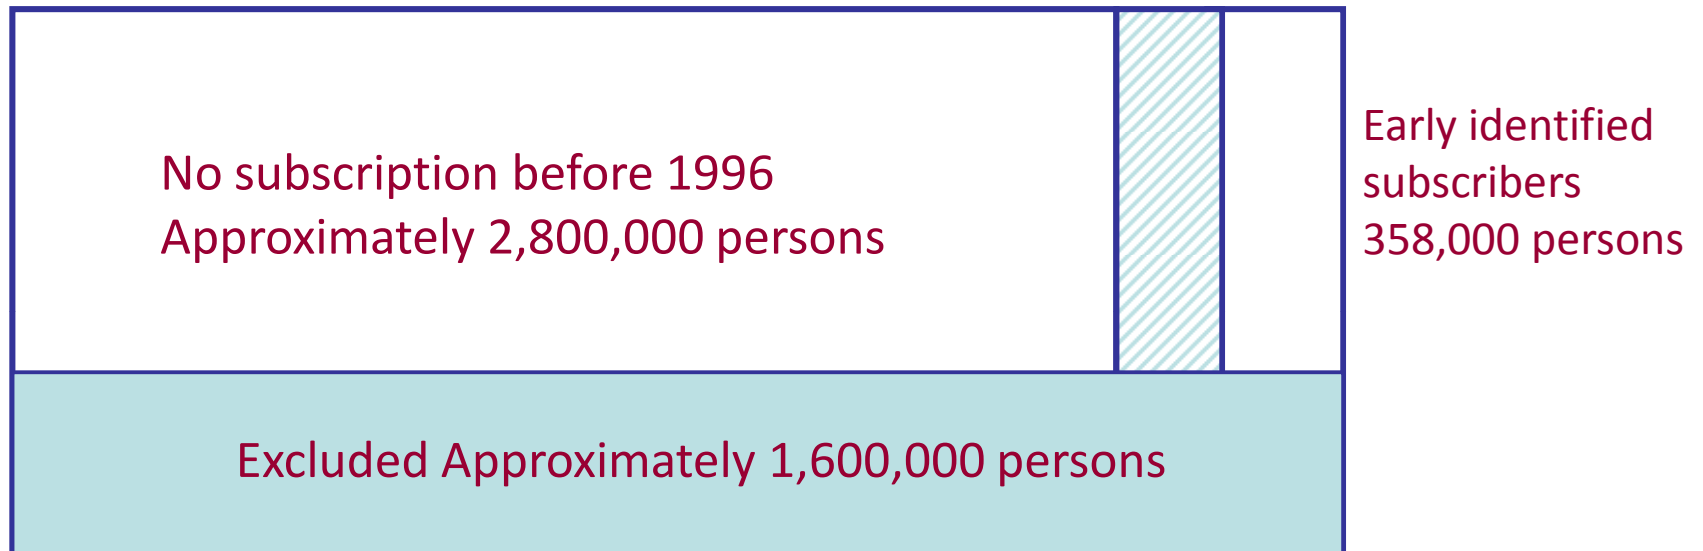 No subscription before 1996
Approximately 2,800,000 persons
Early identified
subscribers
358,000 persons
Excluded Approximately 1,600,000 persons